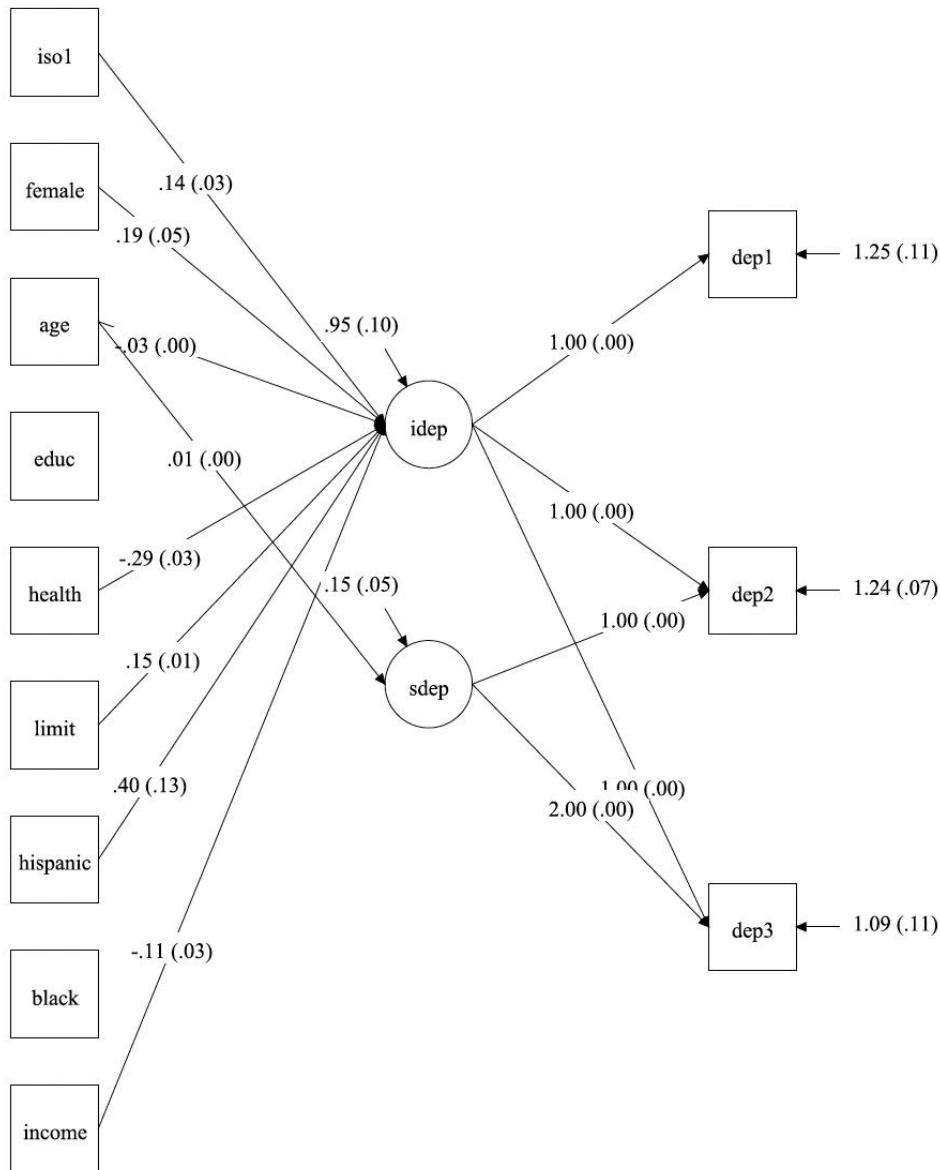 iso1
female
age
educ
health
limit
hispanic
black
income
.14 (.03)
.19 (.05)
-.03 (.00)
.01 (.00)
-.29 (.03)
.15 (.01)
.40 (.13)
-.11 (.03)
.95 (.10)
idep
.15 (.05)
sdep
1.00 (.00)
1.00 (.00)
1.00 (.00)
1.00 (.00)
2.00 (.00)
dep1
1.25 (.11)
dep2
1.24 (.07)
dep3
1.09 (.11)